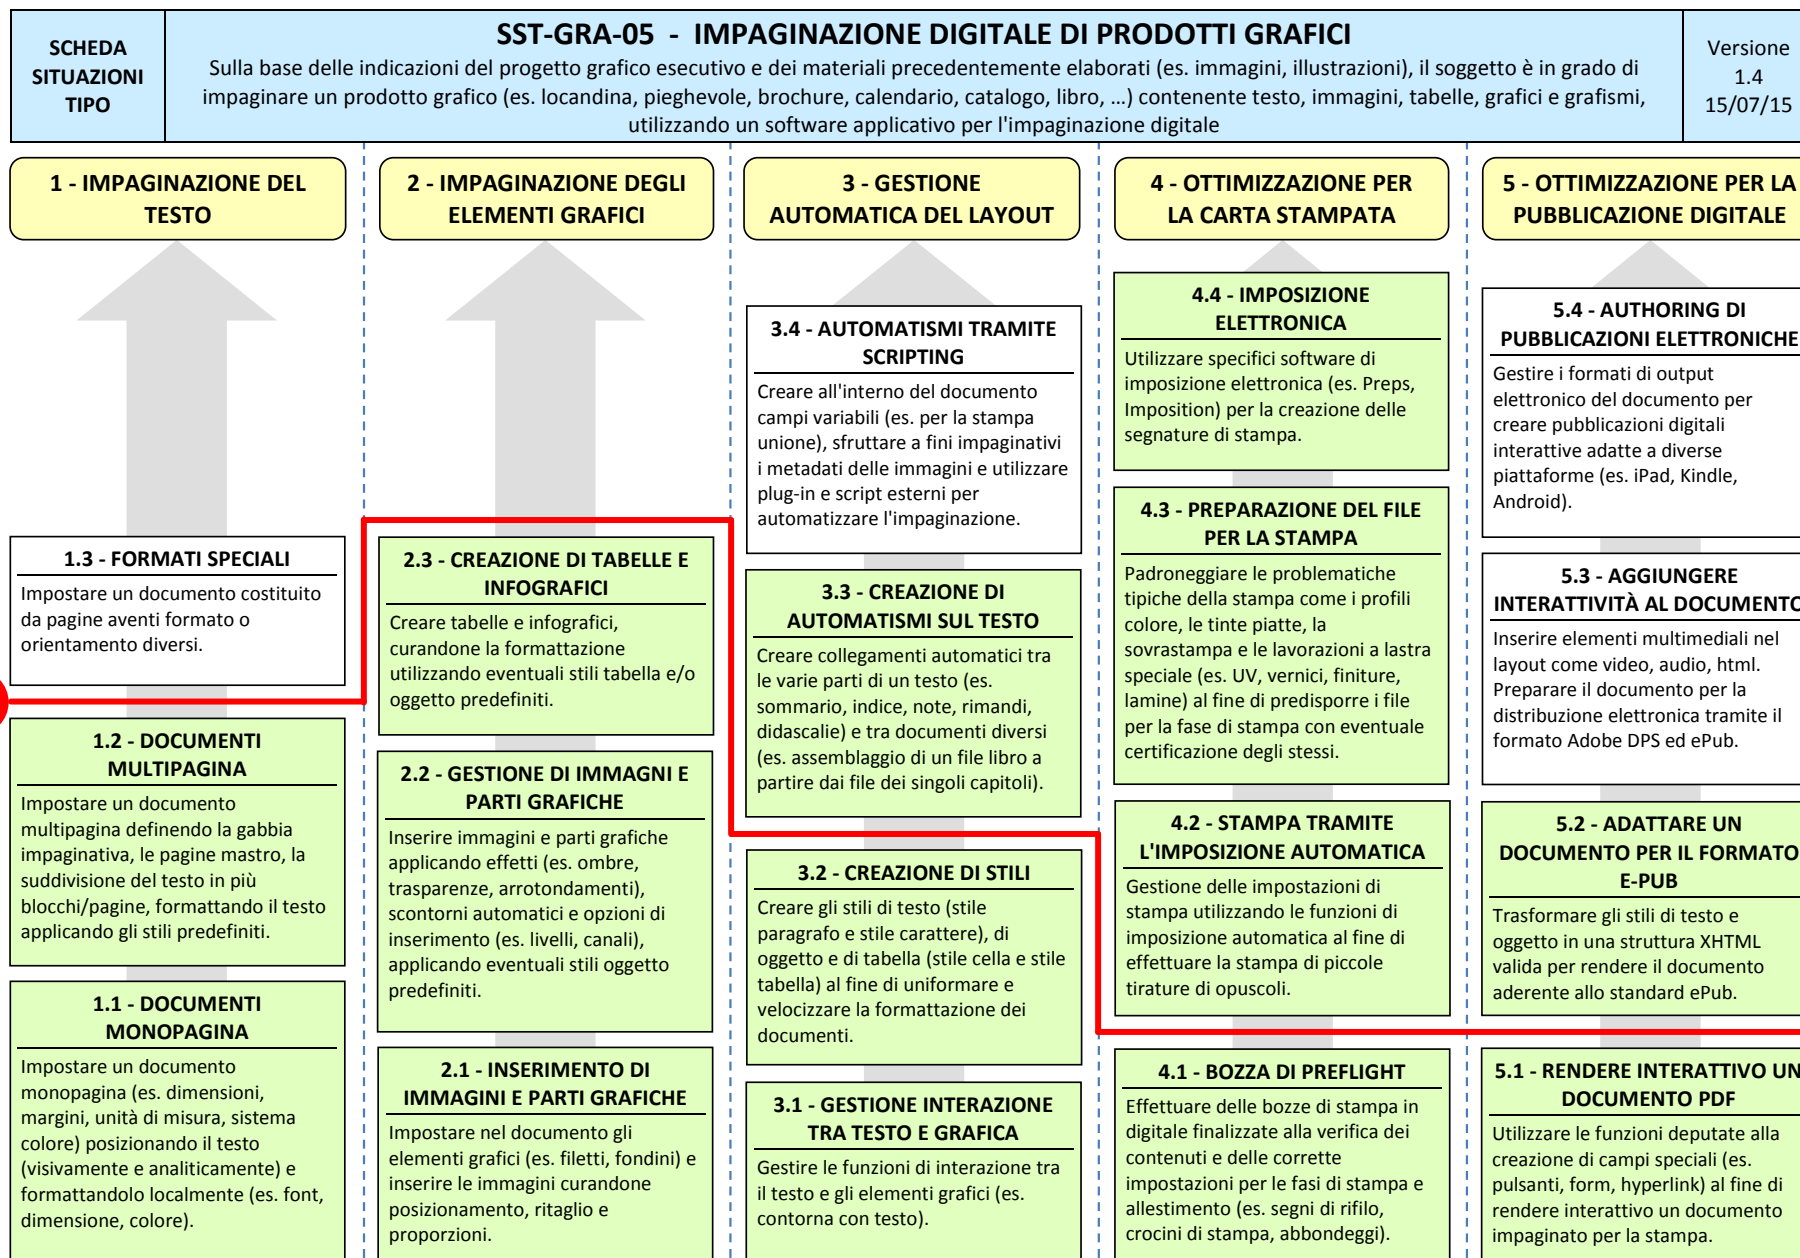 SCHEDA
SITUAZIONI
TIPO
SST-GRA-05 - IMPAGINAZIONE DIGITALE DI PRODOTTI GRAFICI
Sulla base delle indicazioni del progetto grafico esecutivo e dei materiali precedentemente elaborati (es. immagini, illustrazioni), il soggetto è in grado di
impaginare un prodotto grafico (es. locandina, pieghevole, brochure, calendario, catalogo, libro, ...) contenente testo, immagini, tabelle, grafici e grafismi,
utilizzando un software applicativo per l'impaginazione digitale
Versione
1.4
15/07/15
1 - IMPAGINAZIONE DEL
TESTO
1.3 - FORMATI SPECIALI
Impostare un documento costituito
da pagine aventi formato o
orientamento diversi.
1.2 - DOCUMENTI
MULTIPAGINA
Impostare un documento
multipagina definendo la gabbia
impaginativa, le pagine mastro, la
suddivisione del testo in più
blocchi/pagine, formattando il testo
applicando gli stili predefiniti.
1.1 - DOCUMENTI
MONOPAGINA
Impostare un documento
monopagina (es. dimensioni,
margini, unità di misura, sistema
colore) posizionando il testo
(visivamente e analiticamente) e
formattandolo localmente (es. font,
dimensione, colore).
2 - IMPAGINAZIONE DEGLI
ELEMENTI GRAFICI
2.3 - CREAZIONE DI TABELLE E
INFOGRAFICI
Creare tabelle e infografici,
curandone la formattazione
utilizzando eventuali stili tabella e/o
oggetto predefiniti.
2.2 - GESTIONE DI IMMAGNI E
PARTI GRAFICHE
Inserire immagini e parti grafiche
applicando effetti (es. ombre,
trasparenze, arrotondamenti),
scontorni automatici e opzioni di
inserimento (es. livelli, canali),
applicando eventuali stili oggetto
predefiniti.
2.1 - INSERIMENTO DI
IMMAGINI E PARTI GRAFICHE
Impostare nel documento gli
elementi grafici (es. filetti, fondini) e
inserire le immagini curandone
posizionamento, ritaglio e
proporzioni.
3 - GESTIONE
AUTOMATICA DEL LAYOUT
3.4 - AUTOMATISMI TRAMITE
SCRIPTING
Creare all'interno del documento
campi variabili (es. per la stampa
unione), sfruttare a fini impaginativi
i metadati delle immagini e utilizzare
plug-in e script esterni per
automatizzare l'impaginazione.
3.3 - CREAZIONE DI
AUTOMATISMI SUL TESTO
Creare collegamenti automatici tra
le varie parti di un testo (es.
sommario, indice, note, rimandi,
didascalie) e tra documenti diversi
(es. assemblaggio di un file libro a
partire dai file dei singoli capitoli).
3.2 - CREAZIONE DI STILI
Creare gli stili di testo (stile
paragrafo e stile carattere), di
oggetto e di tabella (stile cella e stile
tabella) al fine di uniformare e
velocizzare la formattazione dei
documenti.
3.1 - GESTIONE INTERAZIONE
TRA TESTO E GRAFICA
Gestire le funzioni di interazione tra
il testo e gli elementi grafici (es.
contorna con testo).
4 - OTTIMIZZAZIONE PER
LA CARTA STAMPATA
4.4 - IMPOSIZIONE
ELETTRONICA
Utilizzare specifici software di
imposizione elettronica (es. Preps,
Imposition) per la creazione delle
segnature di stampa.
4.3 - PREPARAZIONE DEL FILE
PER LA STAMPA
Padroneggiare le problematiche
tipiche della stampa come i profili
colore, le tinte piatte, la
sovrastampa e le lavorazioni a lastra
speciale (es. UV, vernici, finiture,
lamine) al fine di predisporre i file
per la fase di stampa con eventuale
certificazione degli stessi.
4.2 - STAMPA TRAMITE
L'IMPOSIZIONE AUTOMATICA
Gestione delle impostazioni di
stampa utilizzando le funzioni di
imposizione automatica al fine di
effettuare la stampa di piccole
tirature di opuscoli.
4.1 - BOZZA DI PREFLIGHT
Effettuare delle bozze di stampa in
digitale finalizzate alla verifica dei
contenuti e delle corrette
impostazioni per le fasi di stampa e
allestimento (es. segni di rifilo,
crocini di stampa, abbondeggi).
5 - OTTIMIZZAZIONE PER LA
PUBBLICAZIONE DIGITALE
5.4 - AUTHORING DI
PUBBLICAZIONI ELETTRONICHE
Gestire i formati di output
elettronico del documento per
creare pubblicazioni digitali
interattive adatte a diverse
piattaforme (es. iPad, Kindle,
Android).
5.3 - AGGIUNGERE
INTERATTIVITÀ AL DOCUMENTO
Inserire elementi multimediali nel
layout come video, audio, html.
Preparare il documento per la
distribuzione elettronica tramite il
formato Adobe DPS ed ePub.
5.2 - ADATTARE UN
DOCUMENTO PER IL FORMATO
E-PUB
Trasformare gli stili di testo e
oggetto in una struttura XHTML
valida per rendere il documento
aderente allo standard ePub.
5.1 - RENDERE INTERATTIVO UN
DOCUMENTO PDF
Utilizzare le funzioni deputate alla
creazione di campi speciali (es.
pulsanti, form, hyperlink) al fine di
rendere interattivo un documento
impaginato per la stampa.